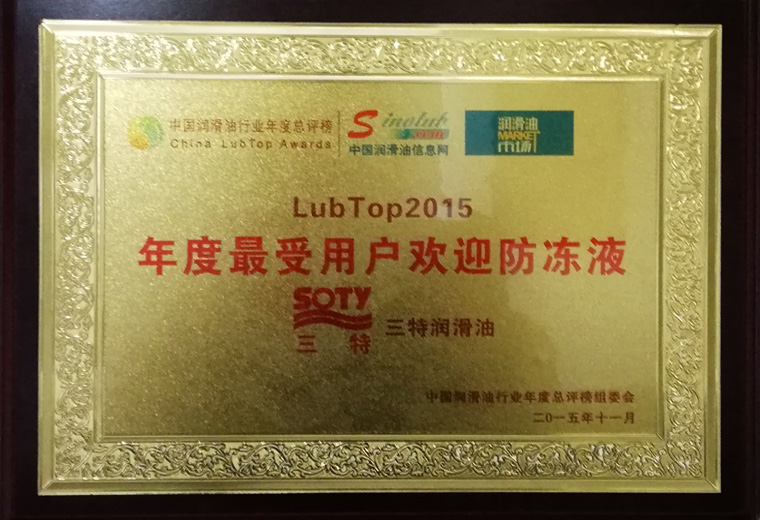 中国润滑油行业年度总评榜
China LubTop Awards
Sinolub
.com
中国润滑油信息网
润滑油
MARKET
市场
LubTop2015
年度最受用户欢迎防冻液
SOTY
三特
三特润滑油
中国润滑油行业年度总评榜组委会
二〇一五年十一月